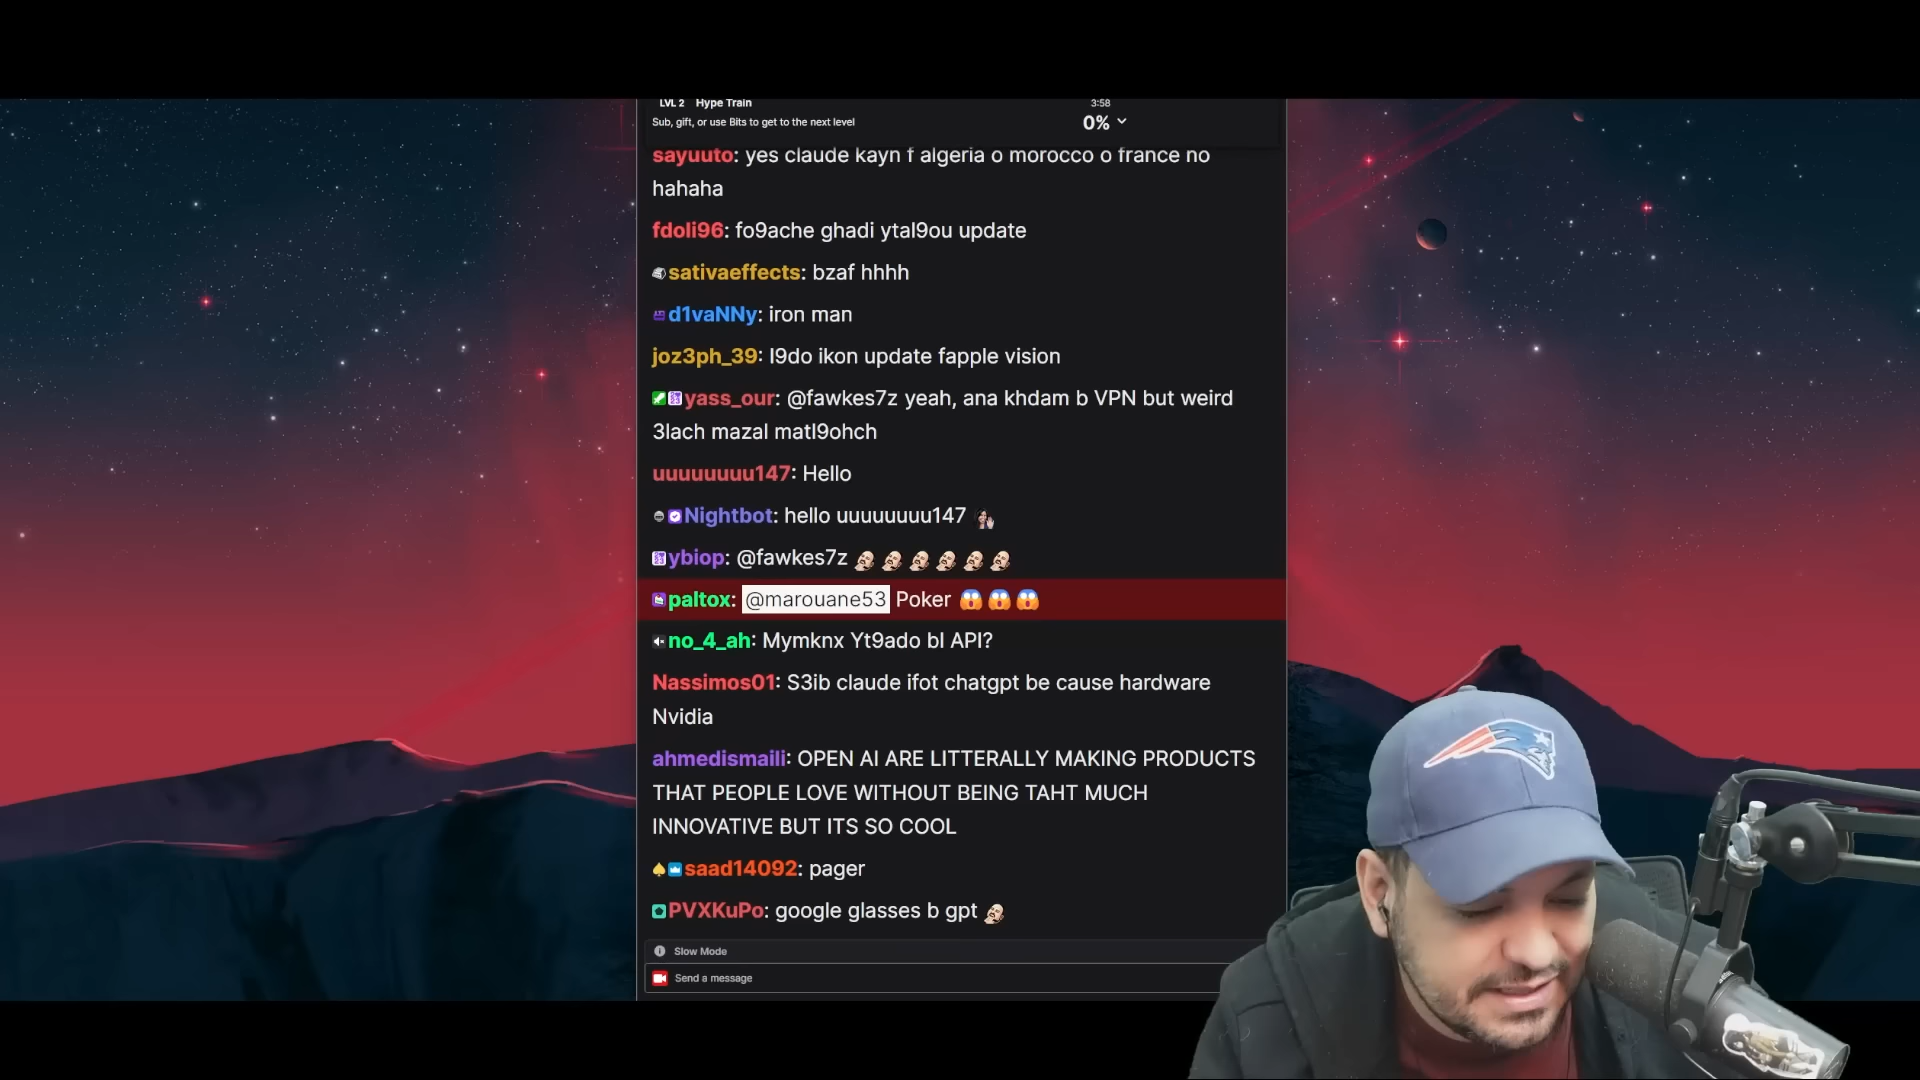 LVL 2 Hype Train 3:58
Sub, gift, or use Bits to get to the next level 0%
sayuuto: yes claude kayn f algeria o morocco o france no
hahaha
fdoli96: fo9ache ghadi ytal9ou update
sativaeffects: bzaf hhhh
d1vaNNy: iron man
joz3ph_39: l9do ikon update fapple vision
yass_our: @fawkes7z yeah, ana khdam b VPN but weird
3lach mazal matl9ohch
uuuuuuuu147: Hello
Nightbot: hello uuuuuuuu147
ybiop: @fawkes7z
paltox: @marouane53 Poker 😱😱😱
no_4_ah: Mymknx Yt9ado bl API?
Nassimos01: S3ib claude ifot chatgpt be cause hardware
Nvidia
ahmedismaili: OPEN AI ARE LITTERALLY MAKING PRODUCTS
THAT PEOPLE LOVE WITHOUT BEING TAHT MUCH
INNOVATIVE BUT ITS SO COOL
saad14092: pager
PVXKuPo: google glasses b gpt
Slow Mode
Send a message